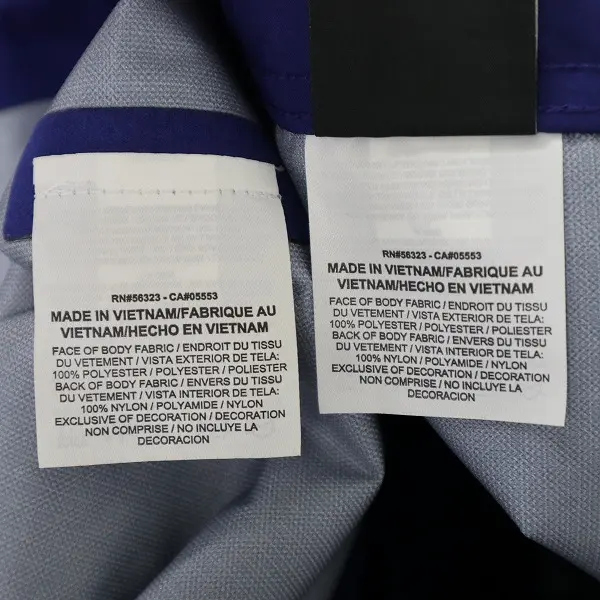 RN#56323 - CA#05553
MADE IN VIETNAM/FABRIQUE AU
VIETNAM/HECHO EN VIETNAM
FACE OF BODY FABRIC / ENDROIT DU TISSU
DU VETEMENT / VISTA EXTERIOR DE TELA:
100% POLYESTER / POLYESTER / POLIESTER
BACK OF BODY FABRIC / ENVERS DU TISSU
DU VETEMENT / VISTA INTERIOR DE TELA:
100% NYLON / POLYAMIDE / NYLON
EXCLUSIVE OF DECORATION / DECORATION
NON COMPRISE / NO INCLUYE LA
DECORACION
RN#56323 - CA#05553
MADE IN VIETNAM/FABRIQUE AU
VIETNAM/HECHO EN VIETNAM
FACE OF BODY FABRIC / ENDROIT DU TISSU
DU VETEMENT / VISTA EXTERIOR DE TELA:
100% POLYESTER / POLYESTER / POLIESTER
BACK OF BODY FABRIC / ENVERS DU TISSU
DU VETEMENT / VISTA INTERIOR DE TELA:
100% NYLON / POLYAMIDE / NYLON
EXCLUSIVE OF DECORATION / DECORATION
NON COMPRISE / NO INCLUYE LA
DECORACION